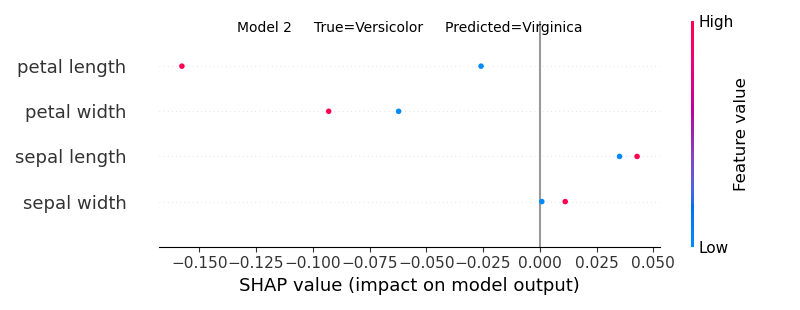 Model 2 True=Versicolor Predicted=Virginica
High
petal length
petal width
sepal length
sepal width
Feature value
Low
−0.150 −0.125 −0.100 −0.075 −0.050 −0.025 0.000 0.025 0.050
SHAP value (impact on model output)